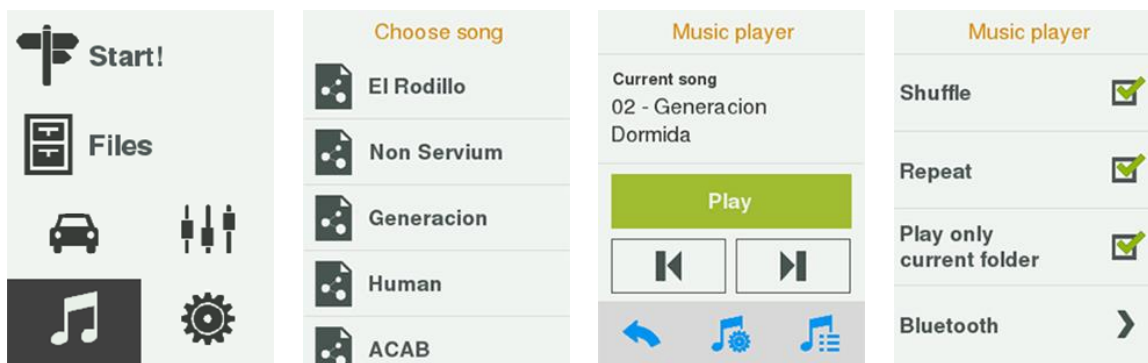 Start!
Files
Choose song
El Rodillo
Non Servium
Generacion
Human
ACAB
Music player
Current song
02 - Generacion
Dormida
Play
Music player
Shuffle
Repeat
Play only
current folder
Bluetooth